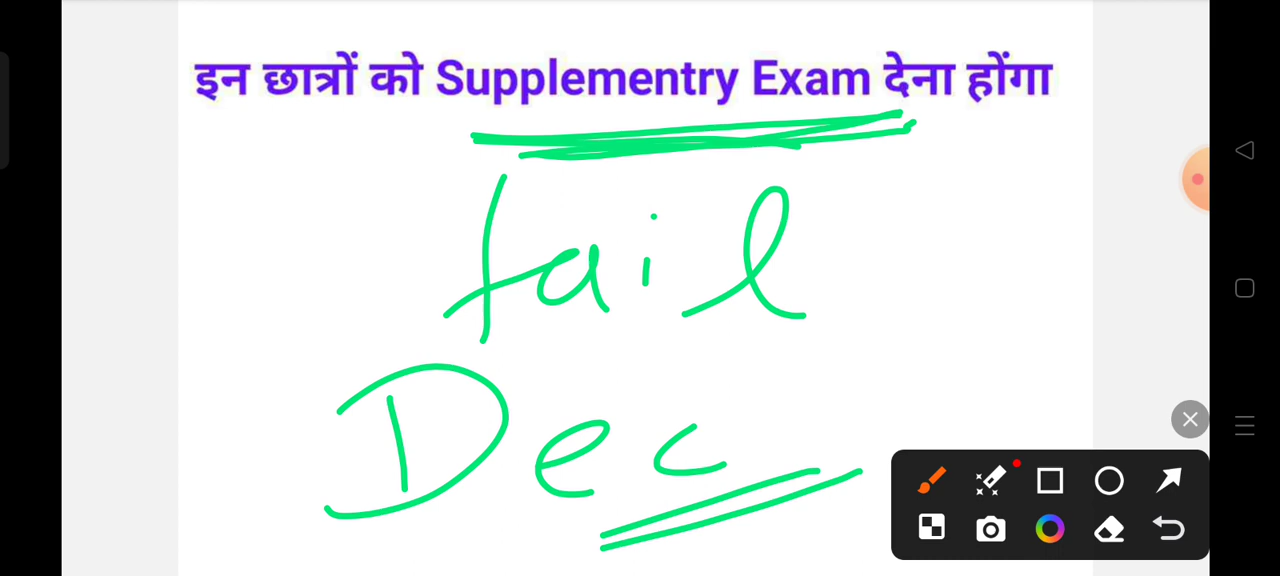 इन छात्रों को Supplementry Exam देना होंगा
fail
Dec